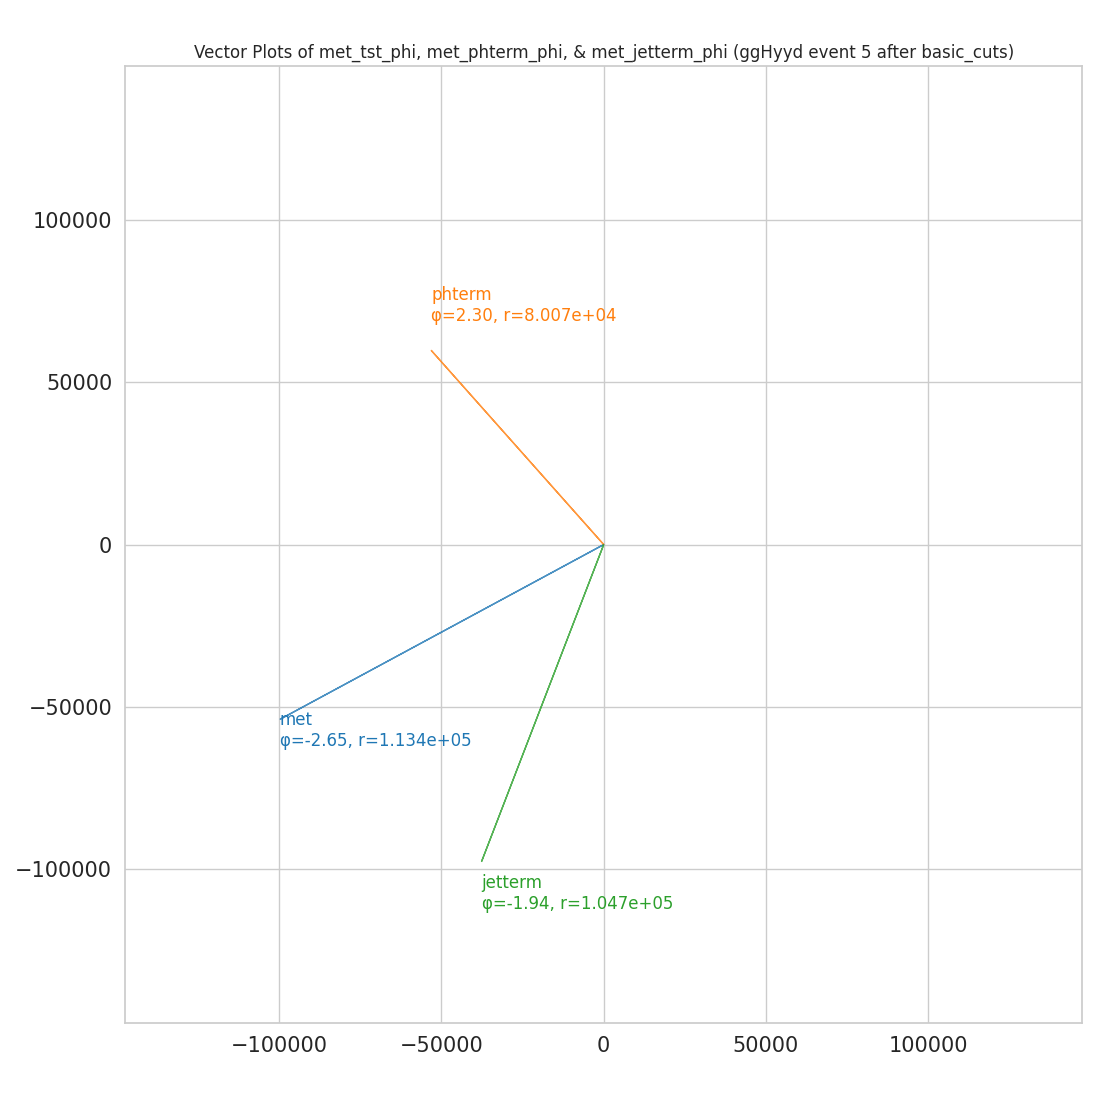 Vector Plots of met_tst_phi, met_phterm_phi, & met_jetterm_phi (ggHyyd event 5 after basic_cuts)
100000
phterm
φ=2.30, r=8.007e+04
50000
0
−50000
met
φ=-2.65, r=1.134e+05
−100000
jetterm
φ=-1.94, r=1.047e+05
−100000 −50000 0 50000 100000